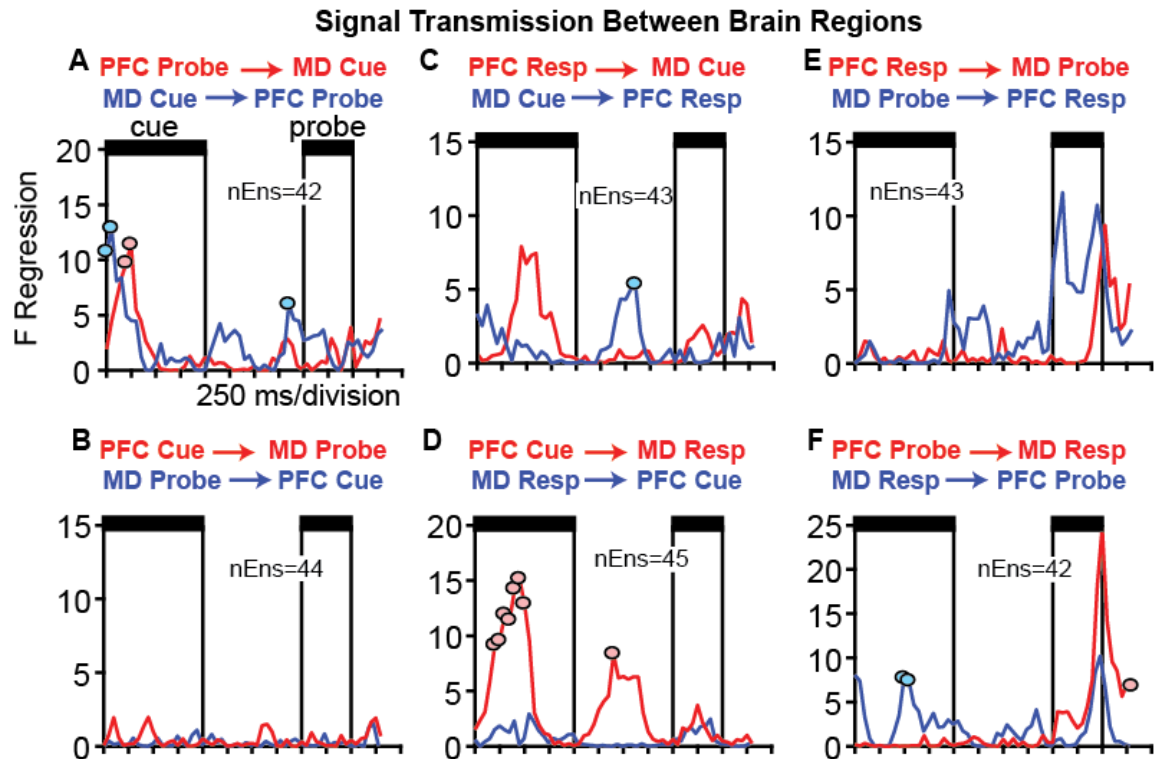 Signal Transmission Between Brain Regions
A PFC Probe → MD Cue
MD Cue → PFC Probe
cue probe
20
15
10
5
0
F Regression
nEns=42
250 ms/division
C PFC Resp → MD Cue
MD Cue → PFC Resp
15
10
5
0
nEns=43
E PFC Resp → MD Probe
MD Probe → PFC Resp
15
10
5
0
nEns=43
B PFC Cue → MD Probe
MD Probe → PFC Cue
15
10
5
0
nEns=44
D PFC Cue → MD Resp
MD Resp → PFC Cue
20
15
10
5
0
nEns=45
F PFC Probe → MD Resp
MD Resp → PFC Probe
25
20
15
10
5
0
nEns=42